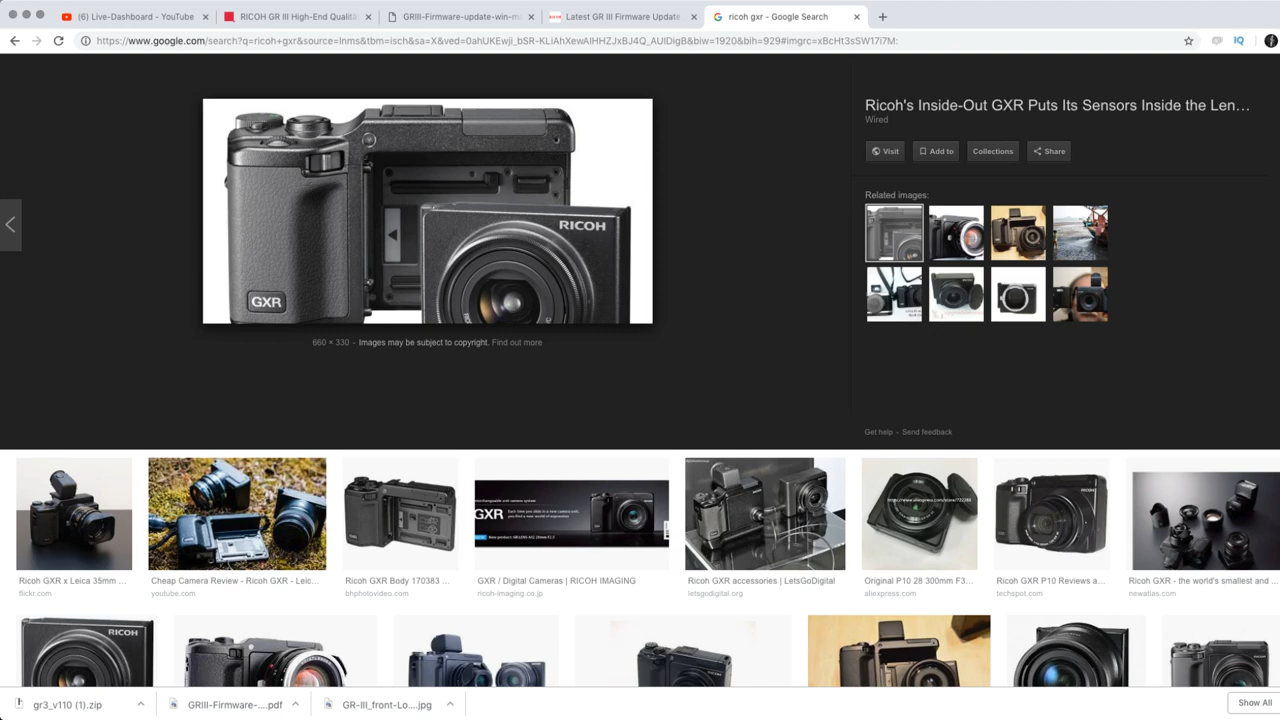 (6) Live-Dashboard - YouTube
RICOH GR III High-End Qualit
GRIII-Firmware-update-win-m
Latest GR III Firmware Update
ricoh gxr - Google Search
https://www.google.com/search?q=ricoh+gxr&source=lnms&tbm=isch&sa=X&ved=0ahUKEwji_bSR-KLiAhXewAIHHZJxBJ4Q_AUIDigB&biw=1920&bih=929#imgrc=xBcHt3sSW17i7M:
IQ
RICOH
GXR
660 × 330 - Images may be subject to copyright. Find out more
Ricoh's Inside-Out GXR Puts Its Sensors Inside the Len…
Wired
Visit
Add to
Collections
Share
Related images:
Get help - Send feedback
GXR
Ricoh GXR x Leica 35mm ...
flickr.com
Cheap Camera Review - Ricoh GXR - Leic...
youtube.com
Ricoh GXR Body 170383 ...
bhphotovideo.com
GXR / Digital Cameras | RICOH IMAGING
ricoh-imaging.co.jp
Ricoh GXR accessories | LetsGoDigital
letsgodigital.org
Original P10 28 300mm F3...
aliexpress.com
Ricoh GXR P10 Reviews a...
techspot.com
Ricoh GXR - the world's smallest and ...
newatlas.com
RICOH
gr3_v110 (1).zip
GRIII-Firmware-....pdf
GR-III_front-Lo....jpg
Show All